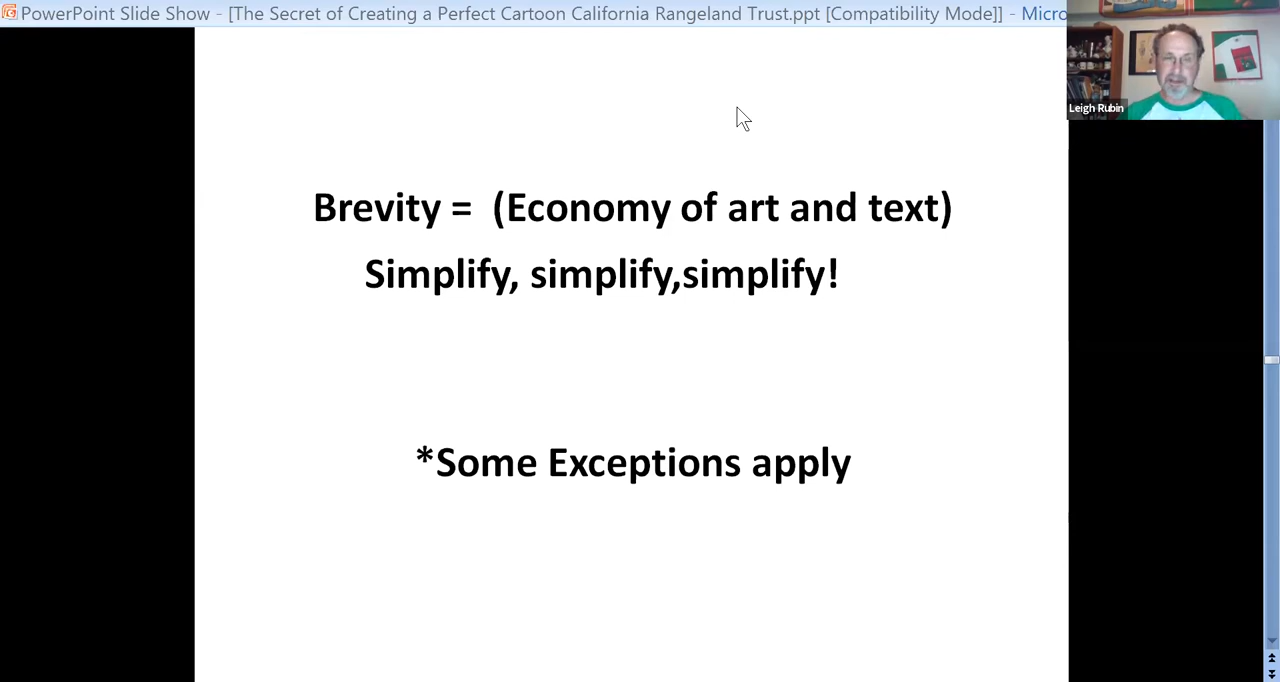 PowerPoint Slide Show - [The Secret of Creating a Perfect Cartoon California Rangeland Trust.ppt [Compatibility Mode]] - Micro
Leigh Rubin
Brevity = (Economy of art and text)
Simplify, simplify,simplify!
*Some Exceptions apply